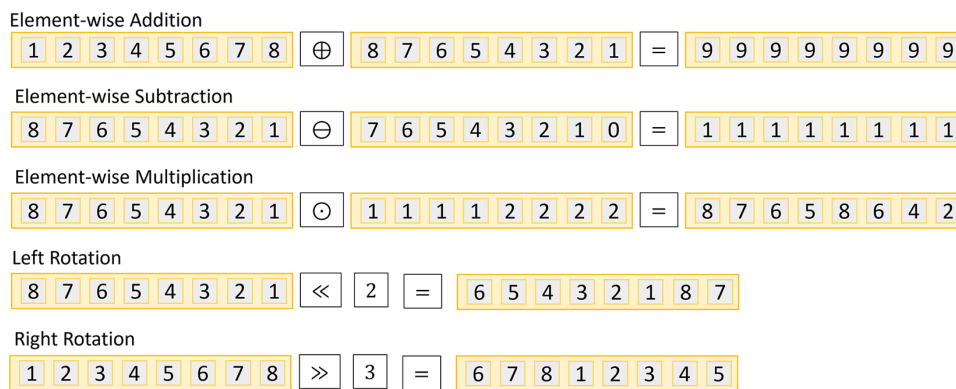 Element-wise Addition
1 2 3 4 5 6 7 8 ⊕ 8 7 6 5 4 3 2 1 = 9 9 9 9 9 9 9 9
Element-wise Subtraction
8 7 6 5 4 3 2 1 ⊖ 7 6 5 4 3 2 1 0 = 1 1 1 1 1 1 1 1
Element-wise Multiplication
8 7 6 5 4 3 2 1 ⊙ 1 1 1 1 2 2 2 2 = 8 7 6 5 8 6 4 2
Left Rotation
8 7 6 5 4 3 2 1 ≪ 2 = 6 5 4 3 2 1 8 7
Right Rotation
1 2 3 4 5 6 7 8 ≫ 3 = 6 7 8 1 2 3 4 5